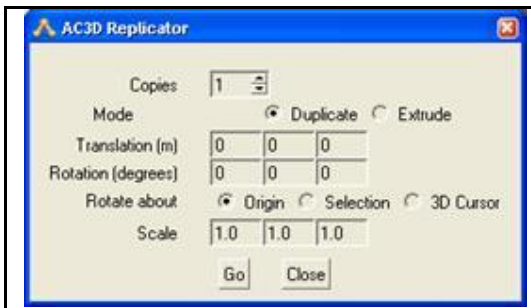 AC3D Replicator
Copies 1
Mode Duplicate Extrude
Translation (m) 0 0 0
Rotation (degrees) 0 0 0
Rotate about Origin Selection 3D Cursor
Scale 1.0 1.0 1.0
Go Close